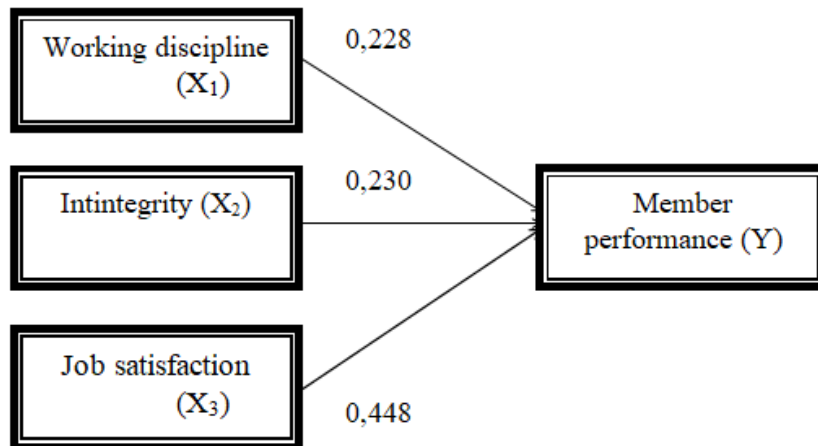 Working discipline
(X₁)
0,228
Intintegrity (X₂)
0,230
Member
performance (Y)
Job satisfaction
(X₃)
0,448